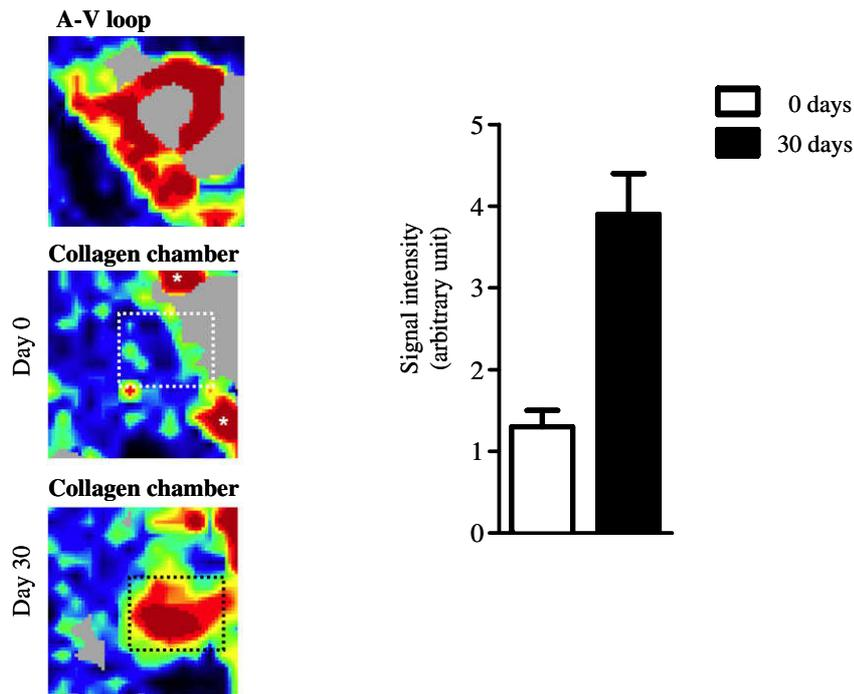 A-V loop
Collagen chamber
Day 0
*
*
Collagen chamber
Day 30
0 days
30 days
Signal intensity
(arbitrary unit)
5
4
3
2
1
0